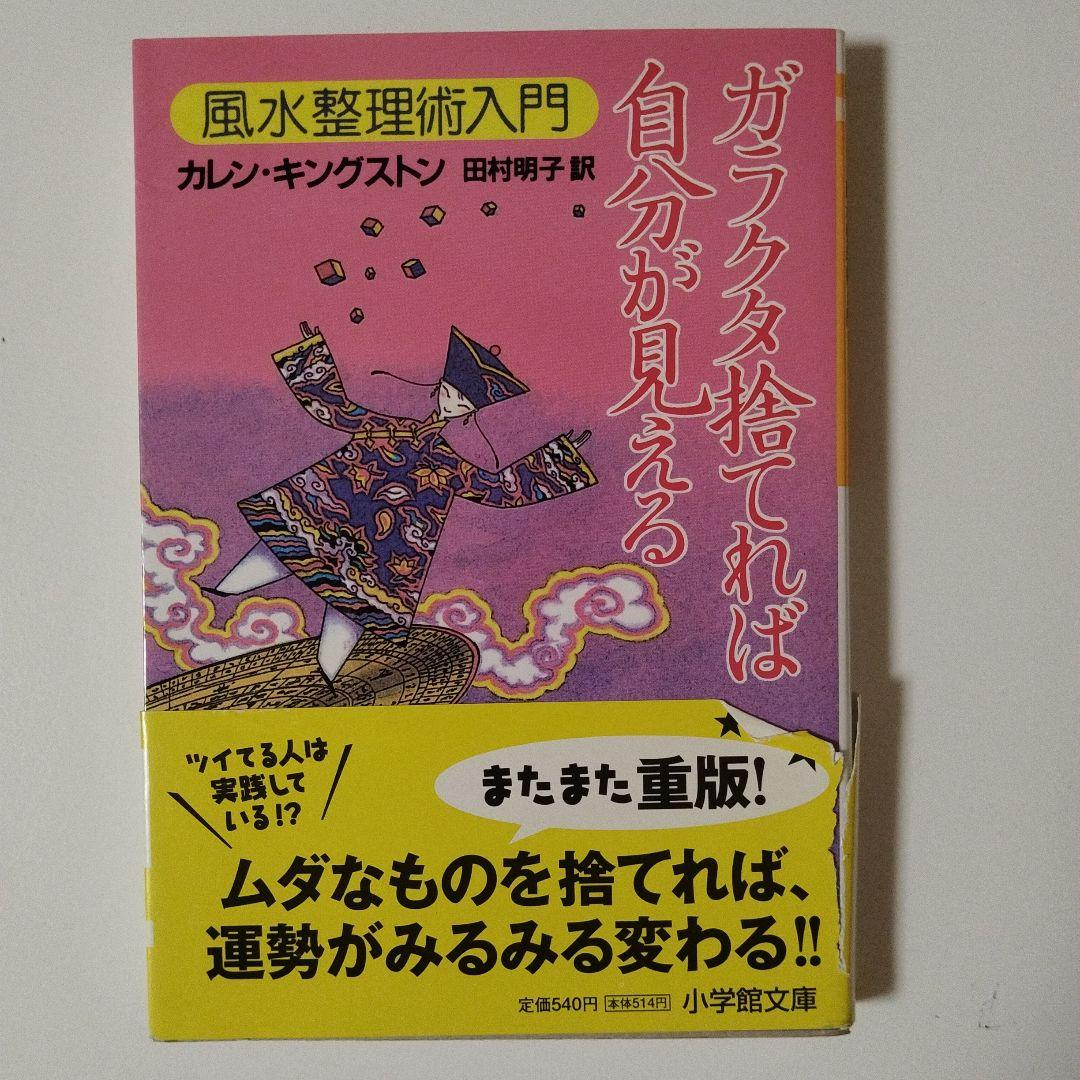 ガラクタ捨てれば
自分が見える
風水整理術入門
カレン・キングストン 田村明子 訳
ツイてる人は
実践して
いる!?
またまた重版!
ムダなものを捨てれば、
運勢がみるみる変わる!!
定価540円 本体514円 小学館文庫